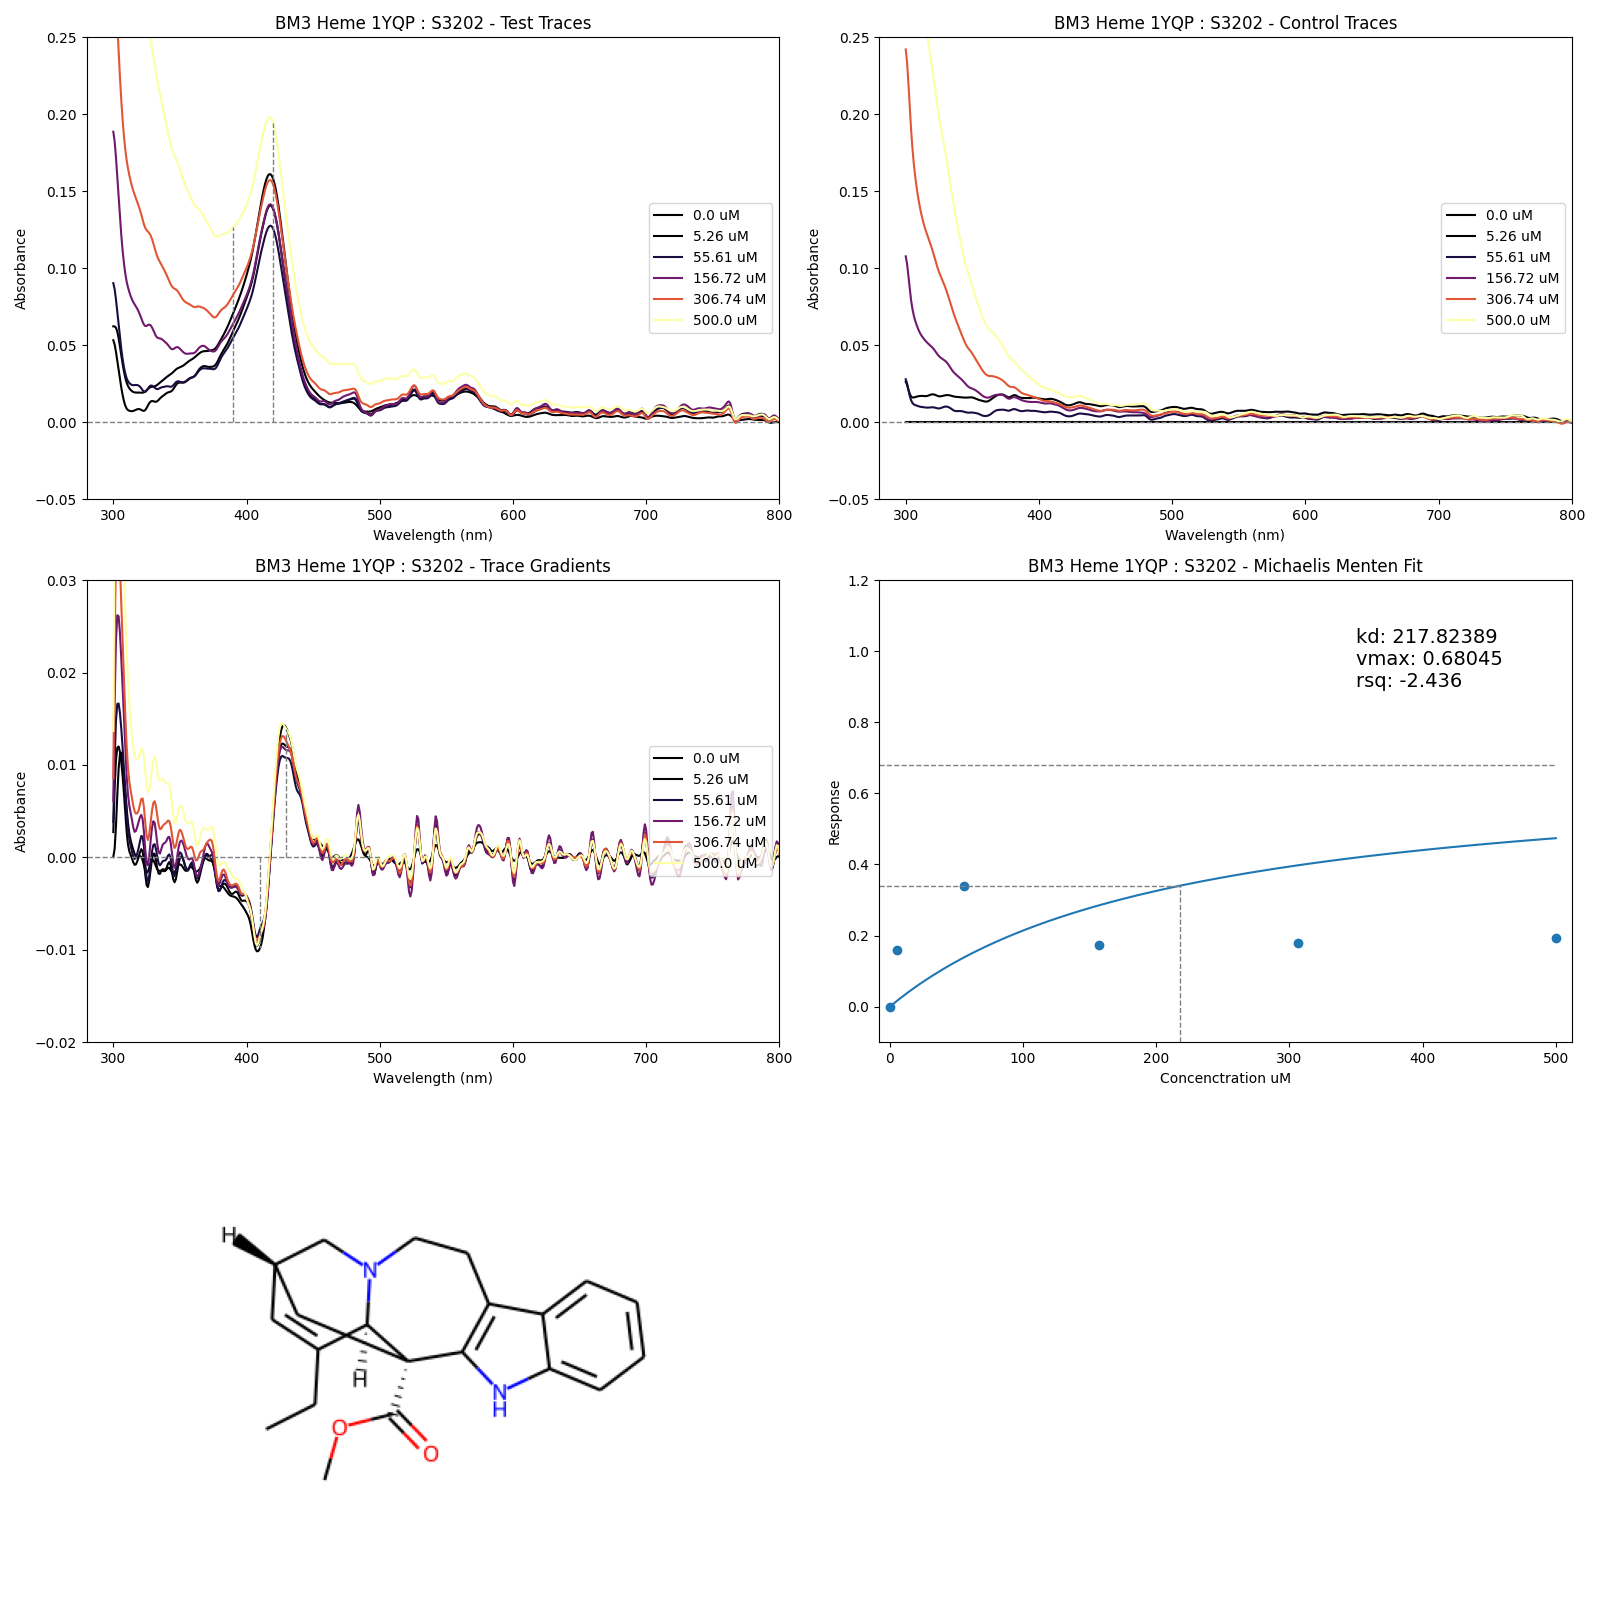 BM3 Heme 1YQP : S3202 - Test Traces
0.25
0.20
0.15
0.10
0.05
0.00
−0.05
Absorbance
300
400
500
600
700
800
Wavelength (nm)
0.0 uM
5.26 uM
55.61 uM
156.72 uM
306.74 uM
500.0 uM
BM3 Heme 1YQP : S3202 - Control Traces
0.25
0.20
0.15
0.10
0.05
0.00
−0.05
Absorbance
300
400
500
600
700
800
Wavelength (nm)
0.0 uM
5.26 uM
55.61 uM
156.72 uM
306.74 uM
500.0 uM
BM3 Heme 1YQP : S3202 - Trace Gradients
0.03
0.02
0.01
0.00
−0.01
−0.02
Absorbance
300
400
500
600
700
800
Wavelength (nm)
0.0 uM
5.26 uM
55.61 uM
156.72 uM
306.74 uM
500.0 uM
BM3 Heme 1YQP : S3202 - Michaelis Menten Fit
1.2
1.0
0.8
0.6
0.4
0.2
0.0
Response
kd: 217.82389
vmax: 0.68045
rsq: -2.436
0
100
200
300
400
500
Concenctration uM
H
N
H
N
H
O
O